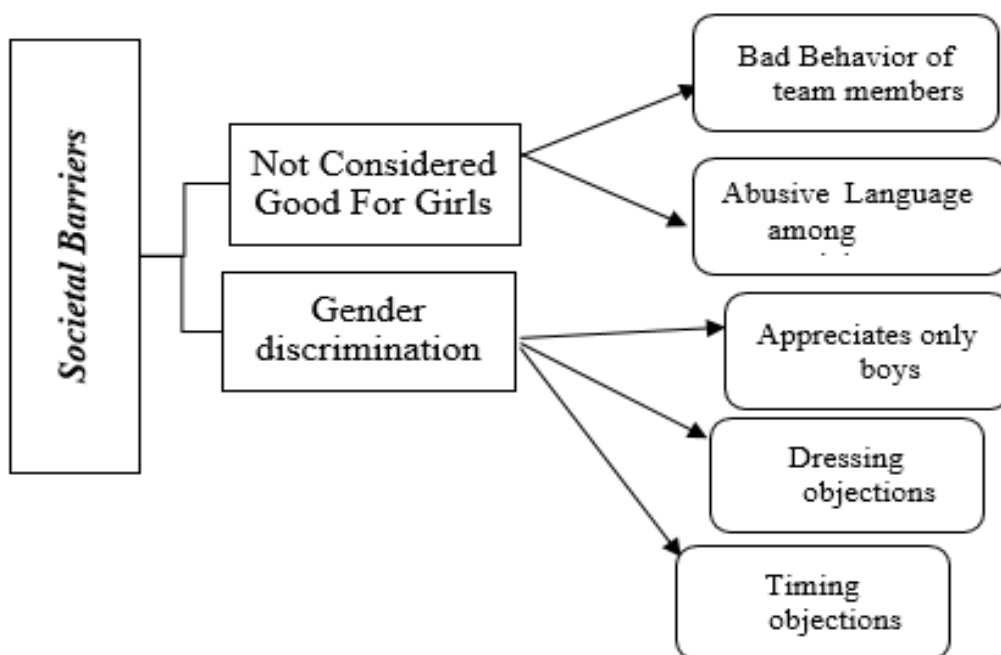 Societal Barriers
Not Considered
Good For Girls
Gender
discrimination
Bad Behavior of
team members
Abusive Language
among
Appreciates only
boys
Dressing
objections
Timing
objections